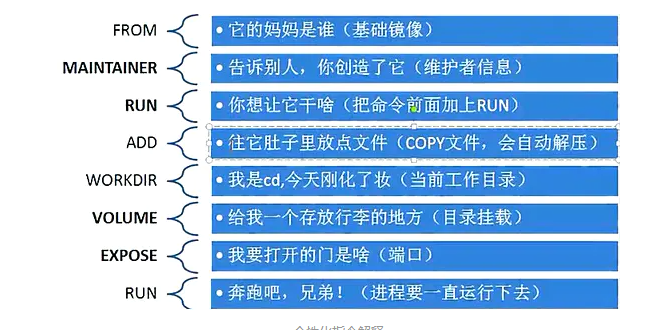 FROM • 它的妈妈是谁（基础镜像）
MAINTAINER • 告诉别人，你创造了它（维护者信息）
RUN • 你想让它干啥（把命令前面加上RUN）
ADD • 往它肚子里放点文件（COPY文件，会自动解压）
WORKDIR • 我是cd,今天刚化了妆（当前工作目录）
VOLUME • 给我一个存放行李的地方（目录挂载）
EXPOSE • 我要打开的门是啥（端口）
RUN • 奔跑吧，兄弟！（进程要一直运行下去）